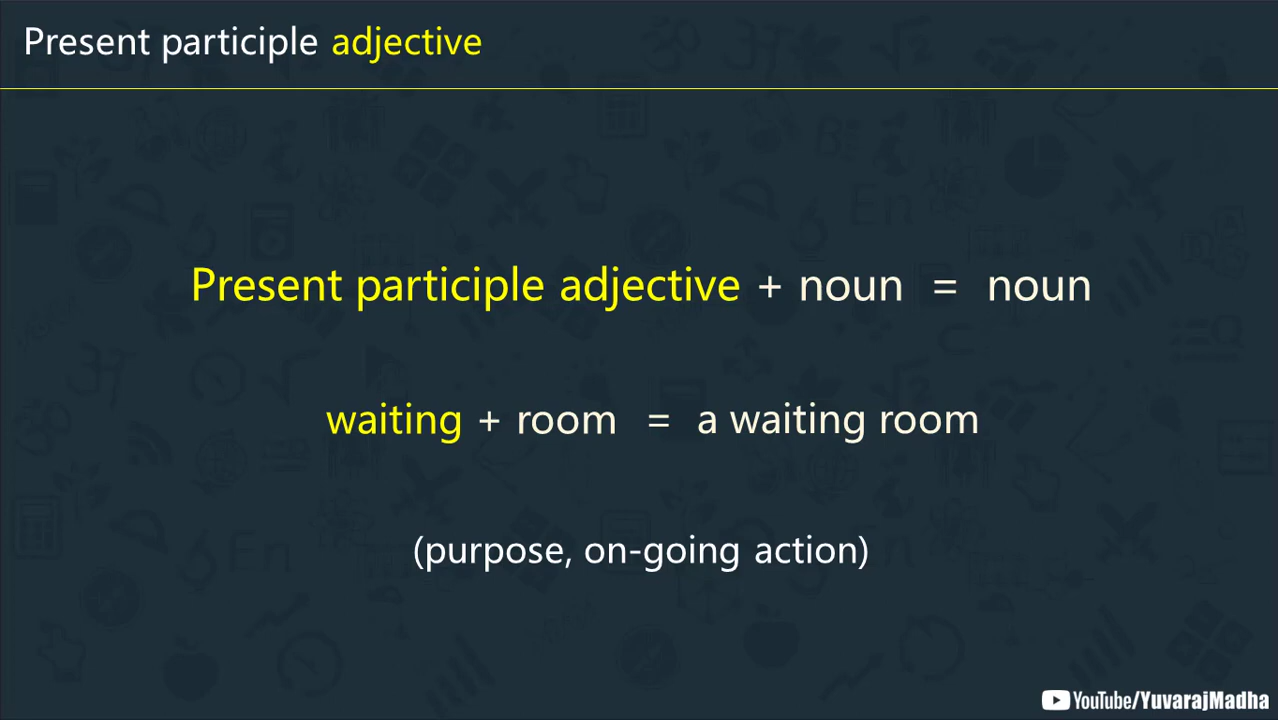 Present participle adjective
Present participle adjective + noun = noun
waiting + room = a waiting room
(purpose, on-going action)
YouTube/YuvarajMadha